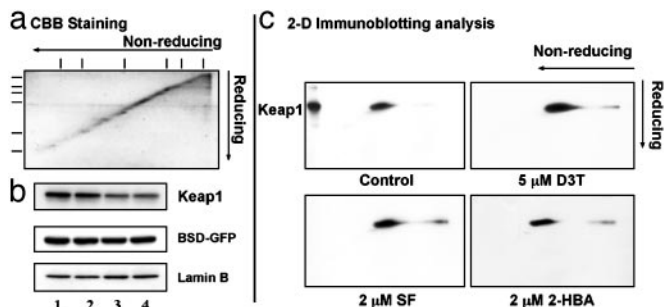 a CBB Staining
Non-reducing
Reducing
b
Keap1
BSD-GFP
Lamin B
1 2 3 4
c 2-D Immunoblotting analysis
Non-reducing
Reducing
Keap1
Control
5 μM D3T
2 μM SF
2 μM 2-HBA